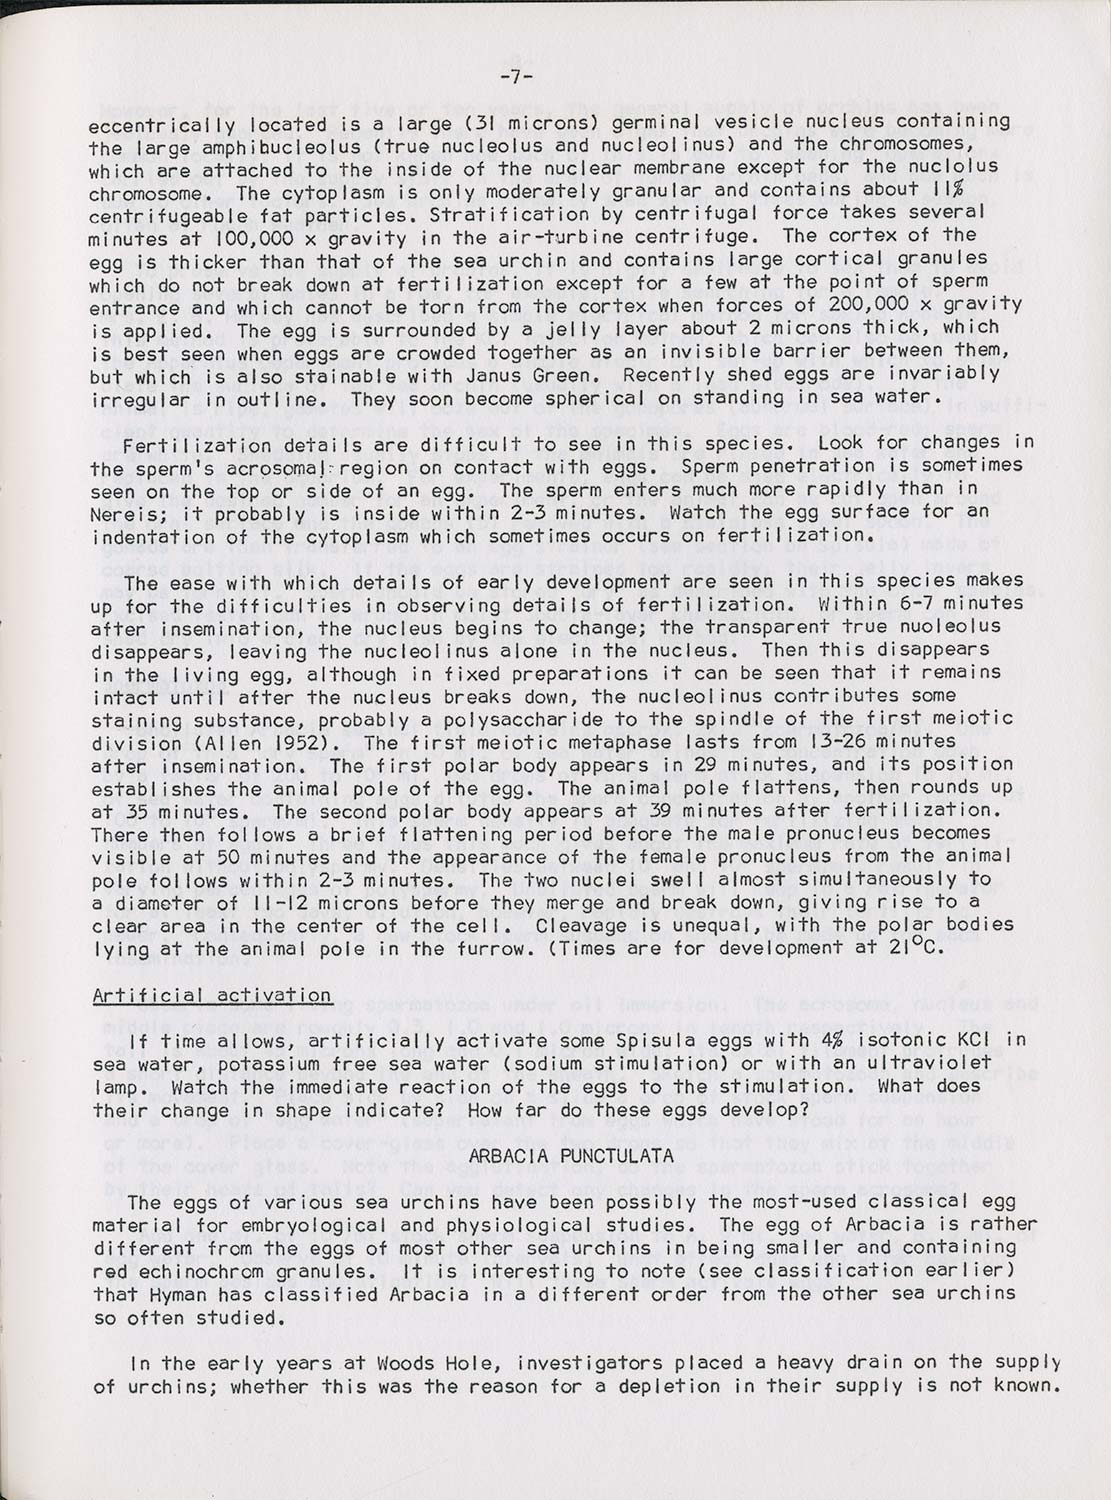 -7-
eccentrically located is a large (31 microns) germinal vesicle nucleus containing
the large amphibucleolus (true nucleolus and nucleolinus) and the chromosomes,
which are attached to the inside of the nuclear membrane except for the nuclolus
chromosome. The cytoplasm is only moderately granular and contains about 11%
centrifugeable fat particles. Stratification by centrifugal force takes several
minutes at 100,000 x gravity in the air-turbine centrifuge. The cortex of the
egg is thicker than that of the sea urchin and contains large cortical granules
which do not break down at fertilization except for a few at the point of sperm
entrance and which cannot be torn from the cortex when forces of 200,000 x gravity
is applied. The egg is surrounded by a jelly layer about 2 microns thick, which
is best seen when eggs are crowded together as an invisible barrier between them,
but which is also stainable with Janus Green. Recently shed eggs are invariably
irregular in outline. They soon become spherical on standing in sea water.
Fertilization details are difficult to see in this species. Look for changes in
the sperm's acrosomal region on contact with eggs. Sperm penetration is sometimes
seen on the top or side of an egg. The sperm enters much more rapidly than in
Nereis; it probably is inside within 2-3 minutes. Watch the egg surface for an
indentation of the cytoplasm which sometimes occurs on fertilization.
The ease with which details of early development are seen in this species makes
up for the difficulties in observing details of fertilization. Within 6-7 minutes
after insemination, the nucleus begins to change; the transparent true nuoleolus
disappears, leaving the nucleolinus alone in the nucleus. Then this disappears
in the living egg, although in fixed preparations it can be seen that it remains
intact until after the nucleus breaks down, the nucleolinus contributes some
staining substance, probably a polysaccharide to the spindle of the first meiotic
division (Allen 1952). The first meiotic metaphase lasts from 13-26 minutes
after insemination. The first polar body appears in 29 minutes, and its position
establishes the animal pole of the egg. The animal pole flattens, then rounds up
at 35 minutes. The second polar body appears at 39 minutes after fertilization.
There then follows a brief flattening period before the male pronucleus becomes
visible at 50 minutes and the appearance of the female pronucleus from the animal
pole follows within 2-3 minutes. The two nuclei swell almost simultaneously to
a diameter of 11-12 microns before they merge and break down, giving rise to a
clear area in the center of the cell. Cleavage is unequal, with the polar bodies
lying at the animal pole in the furrow. (Times are for development at 21°C.
Artificial activation
If time allows, artificially activate some Spisula eggs with 4% isotonic KCl in
sea water, potassium free sea water (sodium stimulation) or with an ultraviolet
lamp. Watch the immediate reaction of the eggs to the stimulation. What does
their change in shape indicate? How far do these eggs develop?
ARBACIA PUNCTULATA
The eggs of various sea urchins have been possibly the most-used classical egg
material for embryological and physiological studies. The egg of Arbacia is rather
different from the eggs of most other sea urchins in being smaller and containing
red echinochrom granules. It is interesting to note (see classification earlier)
that Hyman has classified Arbacia in a different order from the other sea urchins
so often studied.
In the early years at Woods Hole, investigators placed a heavy drain on the supply
of urchins; whether this was the reason for a depletion in their supply is not known.